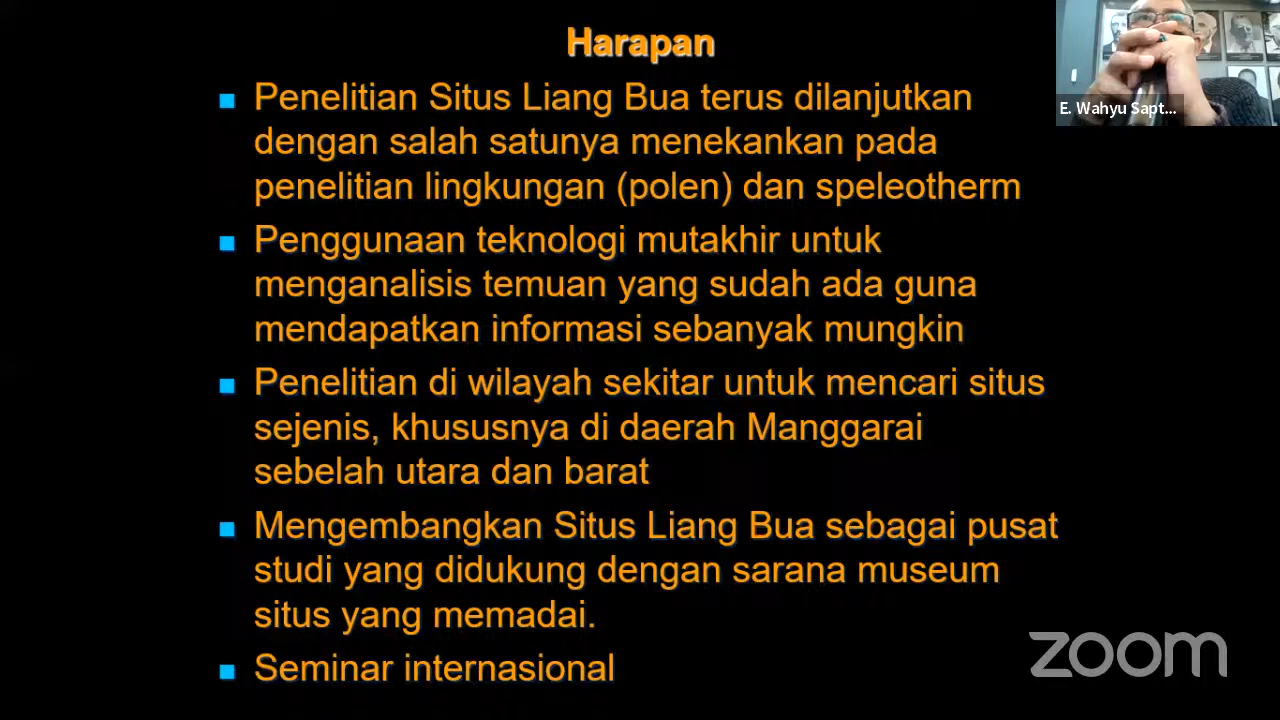 Harapan
Penelitian Situs Liang Bua terus dilanjutkan
dengan salah satunya menekankan pada
penelitian lingkungan (polen) dan speleotherm
Penggunaan teknologi mutakhir untuk
menganalisis temuan yang sudah ada guna
mendapatkan informasi sebanyak mungkin
Penelitian di wilayah sekitar untuk mencari situs
sejenis, khususnya di daerah Manggarai
sebelah utara dan barat
Mengembangkan Situs Liang Bua sebagai pusat
studi yang didukung dengan sarana museum
situs yang memadai.
Seminar internasional
E. Wahyu Sapt...
zoom